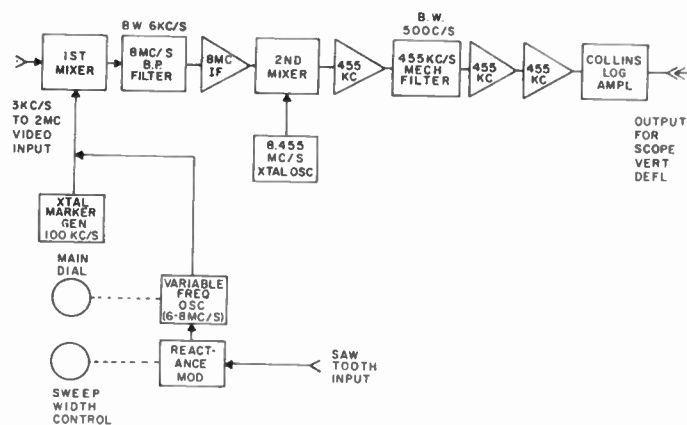 BW 6KC/S
B.W.
500C/S
1ST
MIXER
8MC/S
B.P.
FILTER
8MC
IF
2ND
MIXER
455
KC
455KC/S
MECH
FILTER
455
KC
455
KC
COLLINS
LOG
AMPL
3KC/S
TO 2MC
VIDEO
INPUT
8.455
MC/S
XTAL OSC
OUTPUT
FOR
SCOPE
VERT
DEFL
XTAL
MARKER
GEN
100 KC/S
MAIN
DIAL
VARIABLE
FREQ
OSC
(6-8MC/S)
REACT-
ANCE
MOD
SAW
TOOTH
INPUT
SWEEP
WIDTH
CONTROL